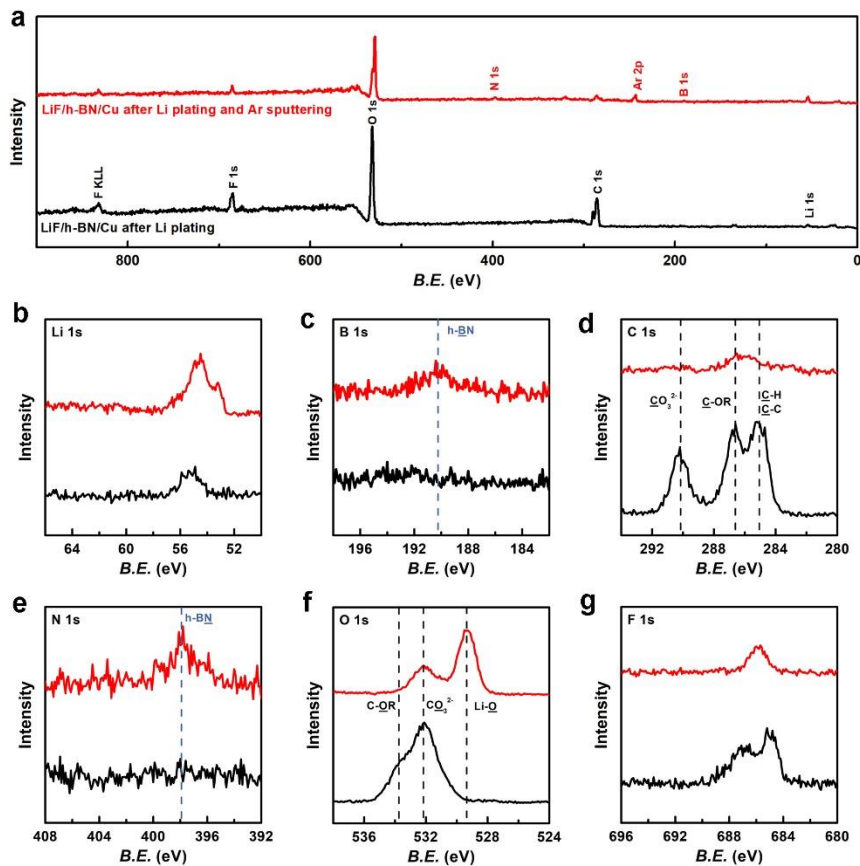 a
N 1s
Ar 2p
B 1s
LiF/h-BN/Cu after Li plating and Ar sputtering
O 1s
F KLL
F 1s
C 1s
Li 1s
LiF/h-BN/Cu after Li plating
Intensity
800 600 400 200 0
B.E. (eV)
b
Li 1s
Intensity
64 60 56 52
B.E. (eV)
c
B 1s
h-BN
Intensity
196 192 188 184
B.E. (eV)
d
C 1s
CO₃²⁻
C-OR
C-H
C-C
Intensity
292 288 284 280
B.E. (eV)
e
N 1s
h-BN
Intensity
408 404 400 396 392
B.E. (eV)
f
O 1s
C-OR
CO₃²⁻
Li-O
Intensity
536 532 528 524
B.E. (eV)
g
F 1s
Intensity
696 692 688 684 680
B.E. (eV)